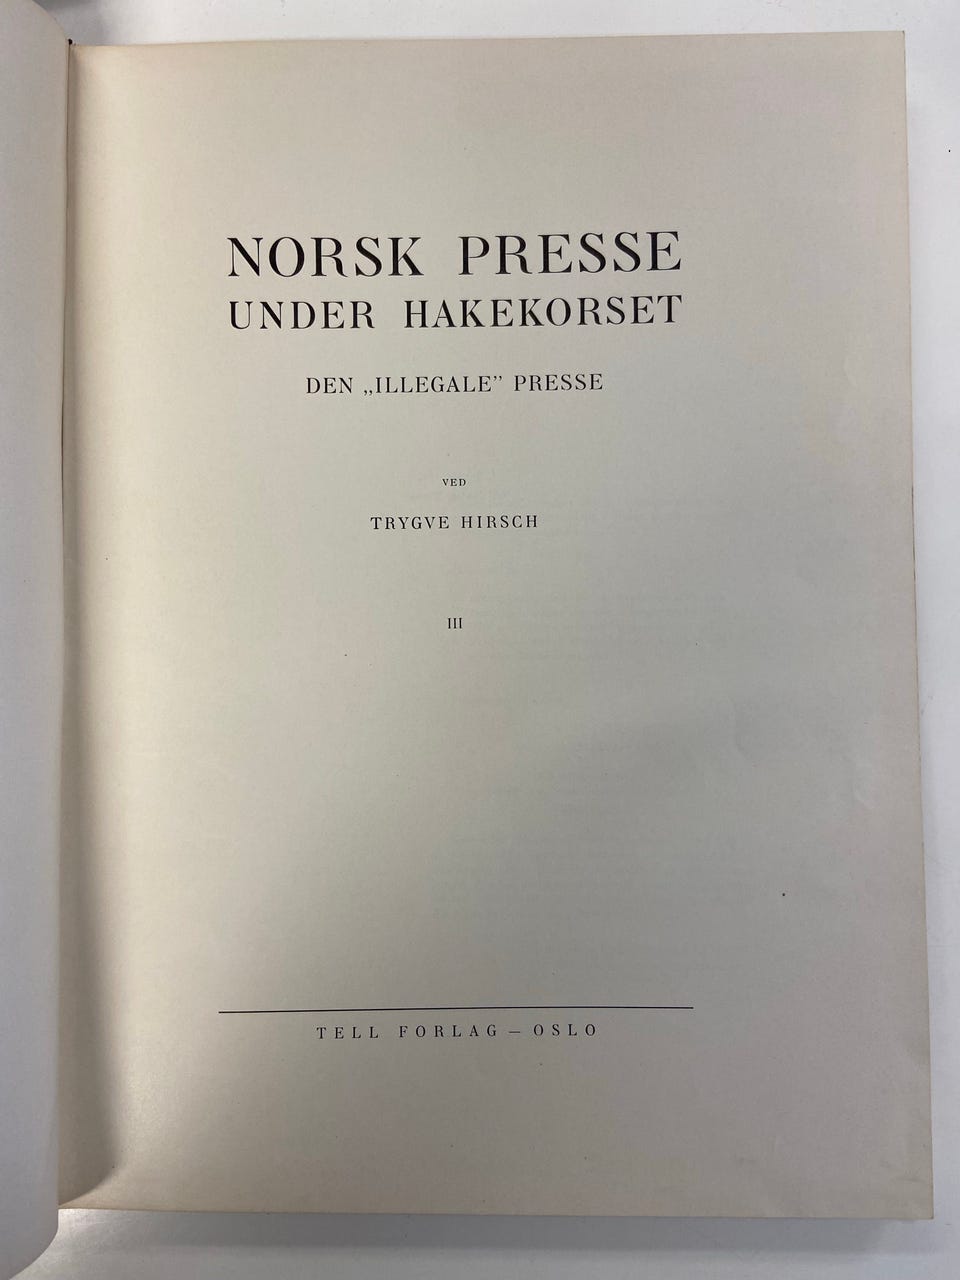 NORSK PRESSE
UNDER HAKEKORSET
DEN „ILLEGALE” PRESSE
VED
TRYGVE HIRSCH
III
TELL FORLAG – OSLO